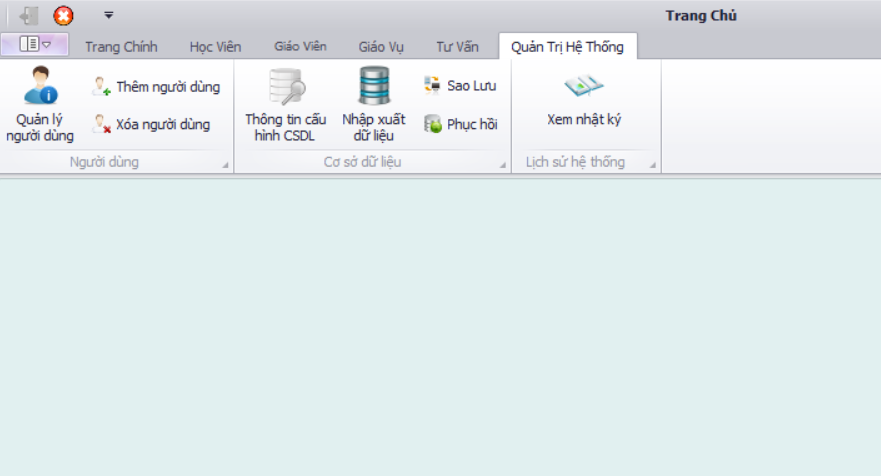 Trang Chủ
Trang Chính Học Viên Giáo Viên Giáo Vụ Tư Vấn Quản Trị Hệ Thống
Quản lý người dùng
Thêm người dùng
Xóa người dùng
Người dùng
Thông tin cấu hình CSDL
Nhập xuất dữ liệu
Sao Lưu
Phục hồi
Cơ sở dữ liệu
Xem nhật ký
Lịch sử hệ thống